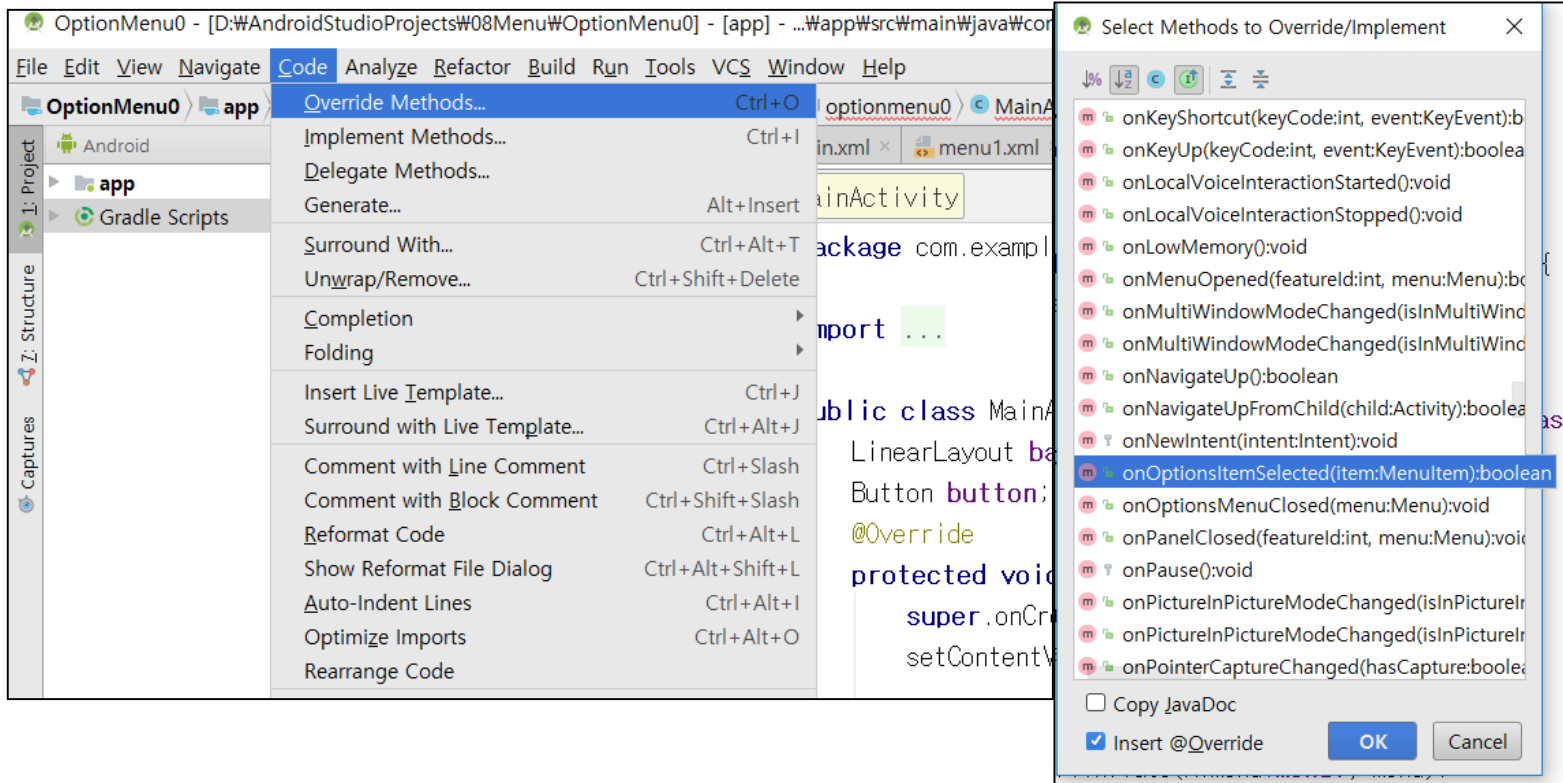 OptionMenu0 - [D:₩AndroidStudioProjects₩08Menu₩OptionMenu0] - [app] - ...₩app₩src₩main₩java₩cor
File Edit View Navigate Code Analyze Refactor Build Run Tools VCS Window Help
OptionMenu0 app optionmenu0 MainA
1: Project
Z: Structure
Captures
Android
app
Gradle Scripts
Override Methods... Ctrl+O
Implement Methods... Ctrl+I
Delegate Methods...
Generate... Alt+Insert
Surround With... Ctrl+Alt+T
Unwrap/Remove... Ctrl+Shift+Delete
Completion
Folding
Insert Live Template... Ctrl+J
Surround with Live Template... Ctrl+Alt+J
Comment with Line Comment Ctrl+Slash
Comment with Block Comment Ctrl+Shift+Slash
Reformat Code Ctrl+Alt+L
Show Reformat File Dialog Ctrl+Alt+Shift+L
Auto-Indent Lines Ctrl+Alt+I
Optimize Imports Ctrl+Alt+O
Rearrange Code
in.xml menu1.xml
ainActivity
ackage com.exampl
mport ...
ublic class MainA
LinearLayout ba
Button button;
@Override
protected void
super.onCre
setContentV
Select Methods to Override/Implement
onKeyShortcut(keyCode:int, event:KeyEvent):b
onKeyUp(keyCode:int, event:KeyEvent):boolea
onLocalVoiceInteractionStarted():void
onLocalVoiceInteractionStopped():void
onLowMemory():void
onMenuOpened(featureId:int, menu:Menu):bo
onMultiWindowModeChanged(isInMultiWind
onMultiWindowModeChanged(isInMultiWind
onNavigateUp():boolean
onNavigateUpFromChild(child:Activity):boolea
onNewIntent(intent:Intent):void
onOptionsItemSelected(item:MenuItem):boolean
onOptionsMenuClosed(menu:Menu):void
onPanelClosed(featureId:int, menu:Menu):voi
onPause():void
onPictureInPictureModeChanged(isInPictureIr
onPictureInPictureModeChanged(isInPictureIr
onPointerCaptureChanged(hasCapture:boolea
Copy JavaDoc
Insert @Override
OK Cancel